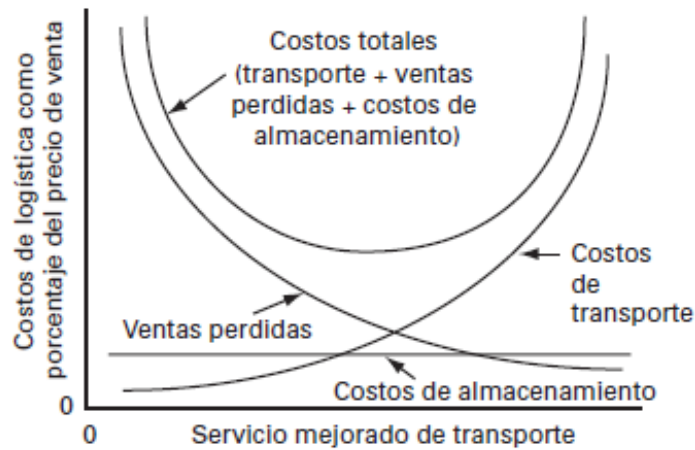 Costos de logística como
porcentaje del precio de venta
Costos totales
(transporte + ventas
perdidas + costos de
almacenamiento)
Costos
de
transporte
Ventas perdidas
Costos de almacenamiento
0
0
Servicio mejorado de transporte